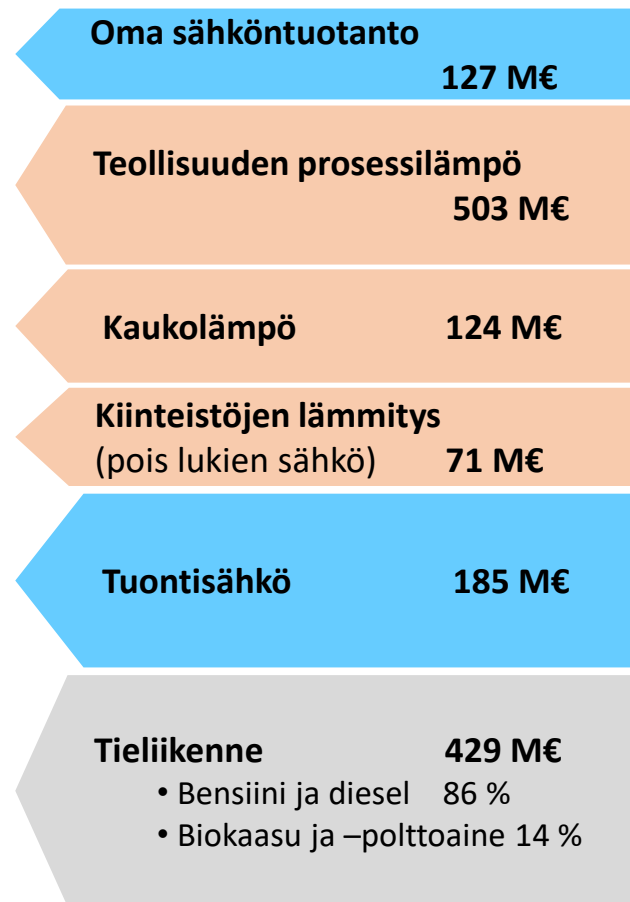 Oma sähköntuotanto
127 M€
Teollisuuden prosessilämpö
503 M€
Kaukolämpö 124 M€
Kiinteistöjen lämmitys
(pois lukien sähkö) 71 M€
Tuontisähkö 185 M€
Tieliikenne 429 M€
• Bensiini ja diesel 86 %
• Biokaasu ja –polttoaine 14 %